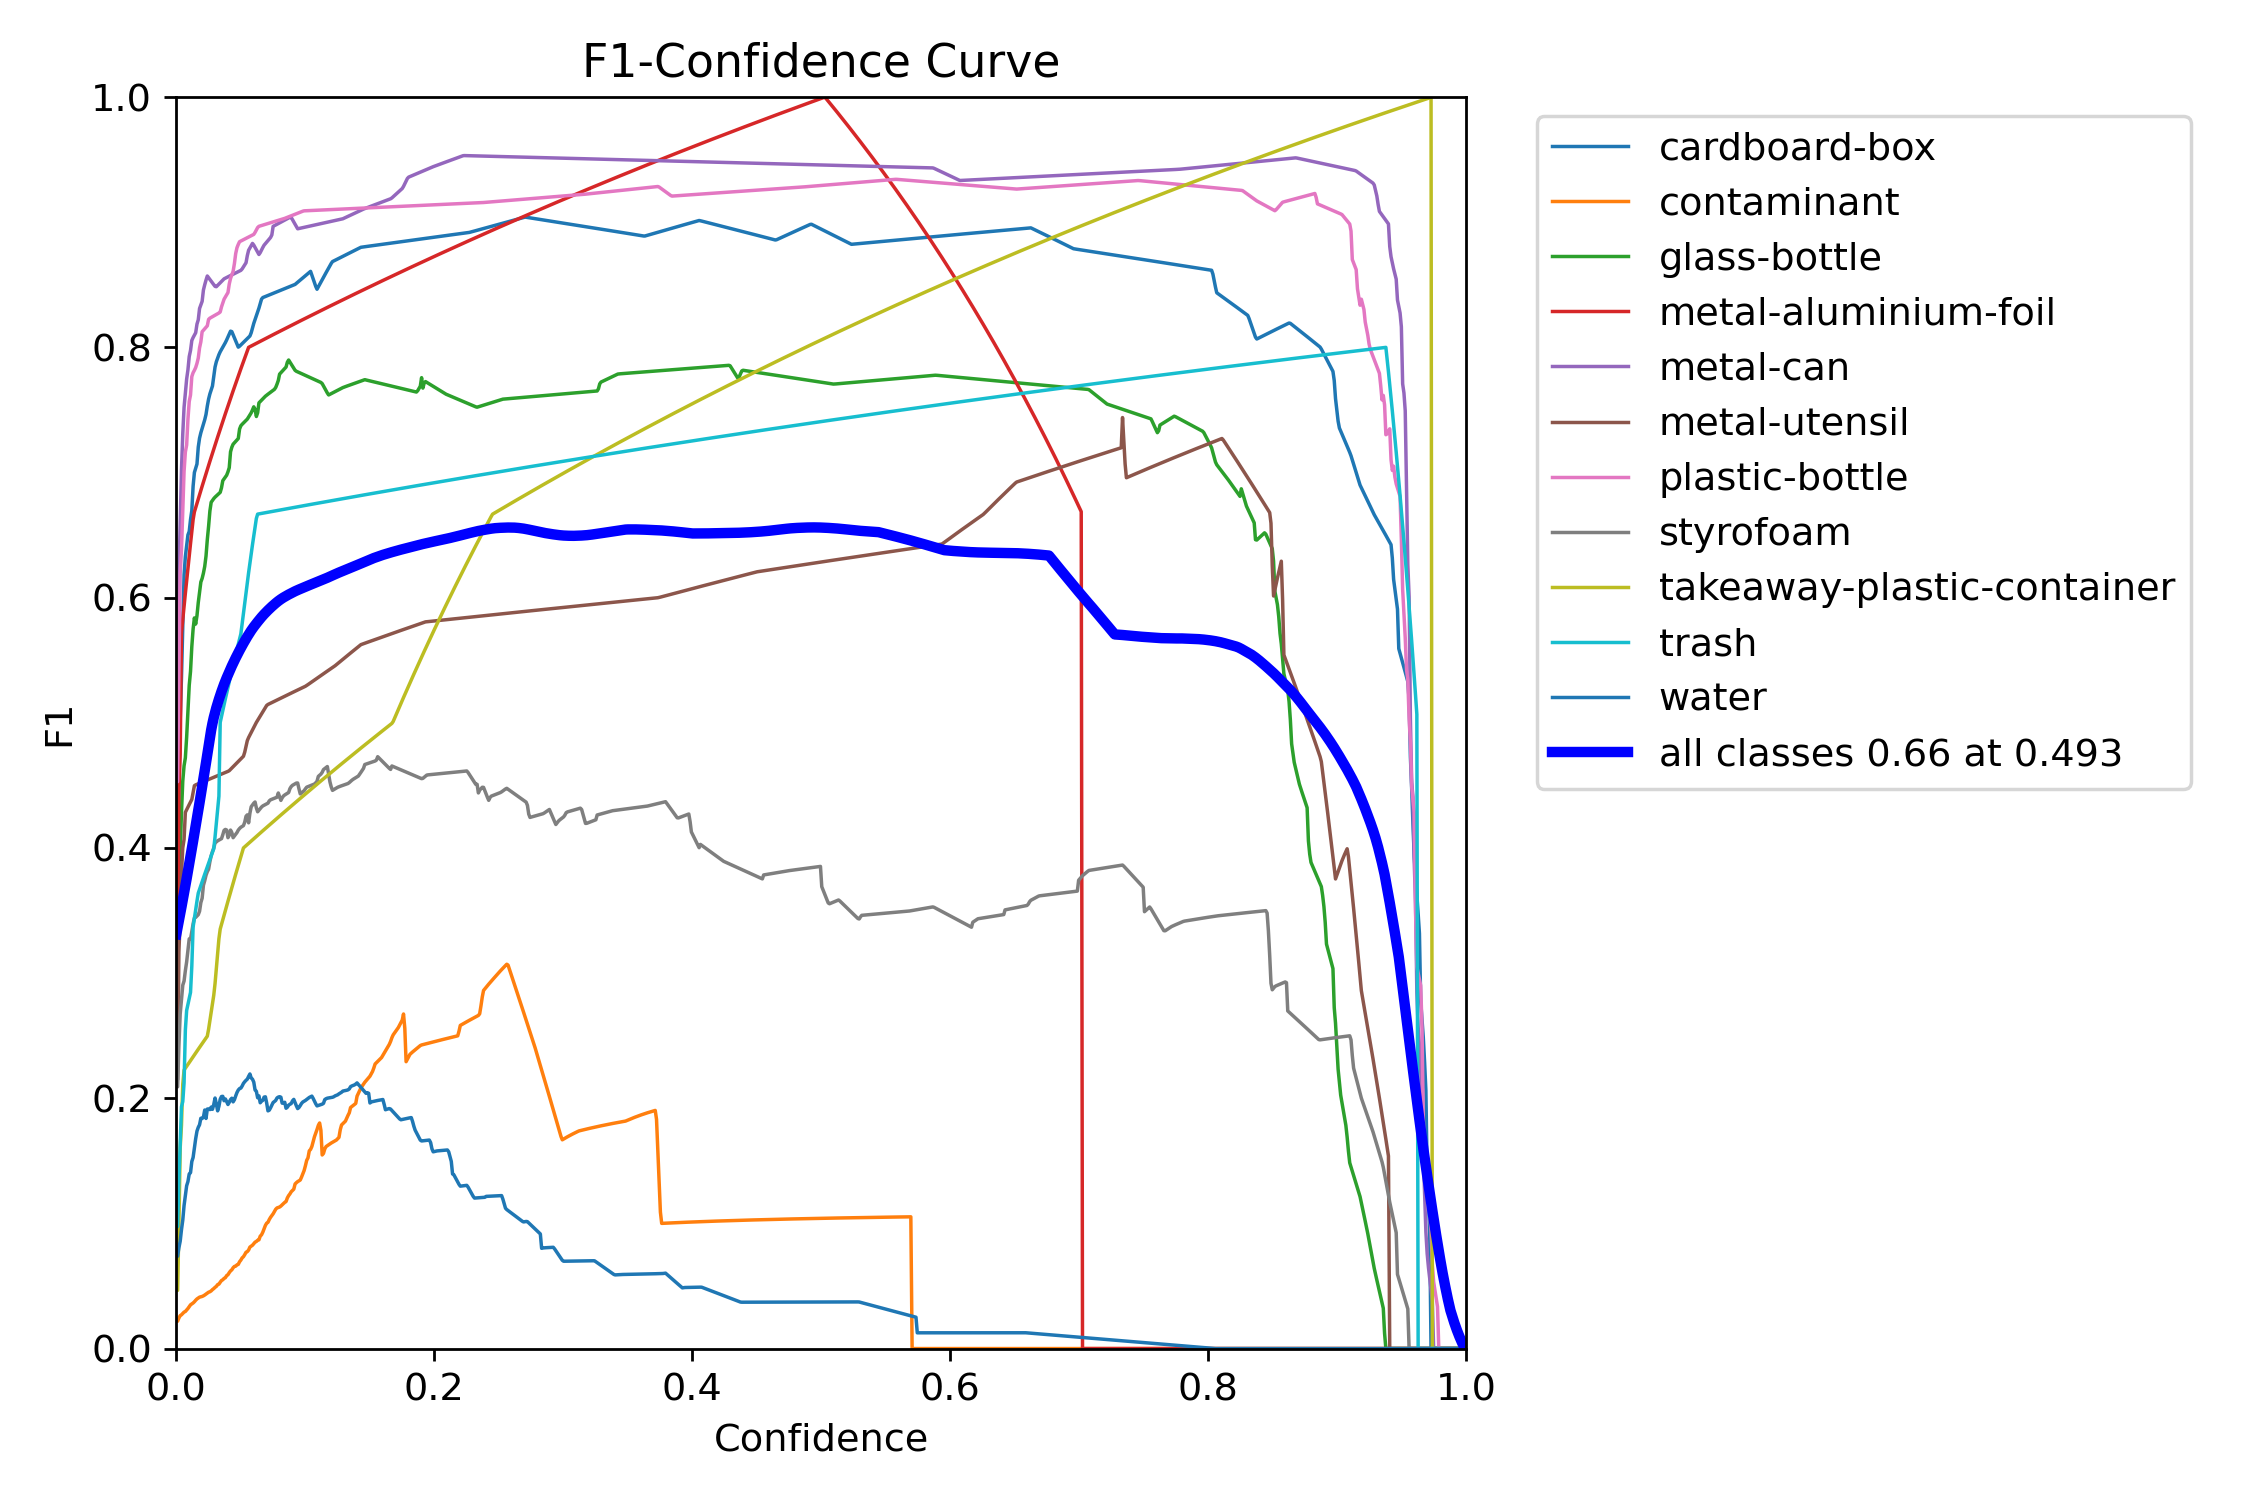 F1-Confidence Curve
1.0
0.8
0.6
0.4
0.2
0.0
F1
0.0 0.2 0.4 0.6 0.8 1.0
Confidence
cardboard-box
contaminant
glass-bottle
metal-aluminium-foil
metal-can
metal-utensil
plastic-bottle
styrofoam
takeaway-plastic-container
trash
water
all classes 0.66 at 0.493